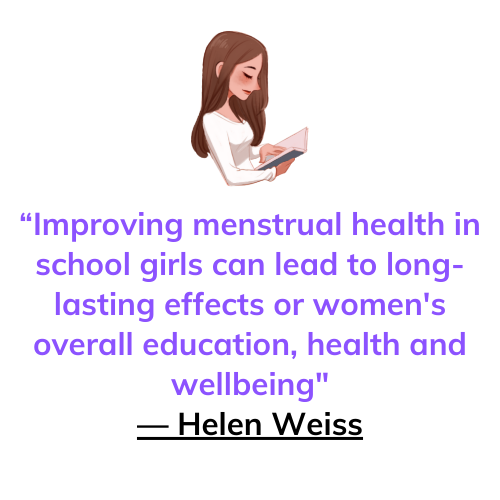 “Improving menstrual health in
school girls can lead to long-
lasting effects or women's
overall education, health and
wellbeing"
— Helen Weiss